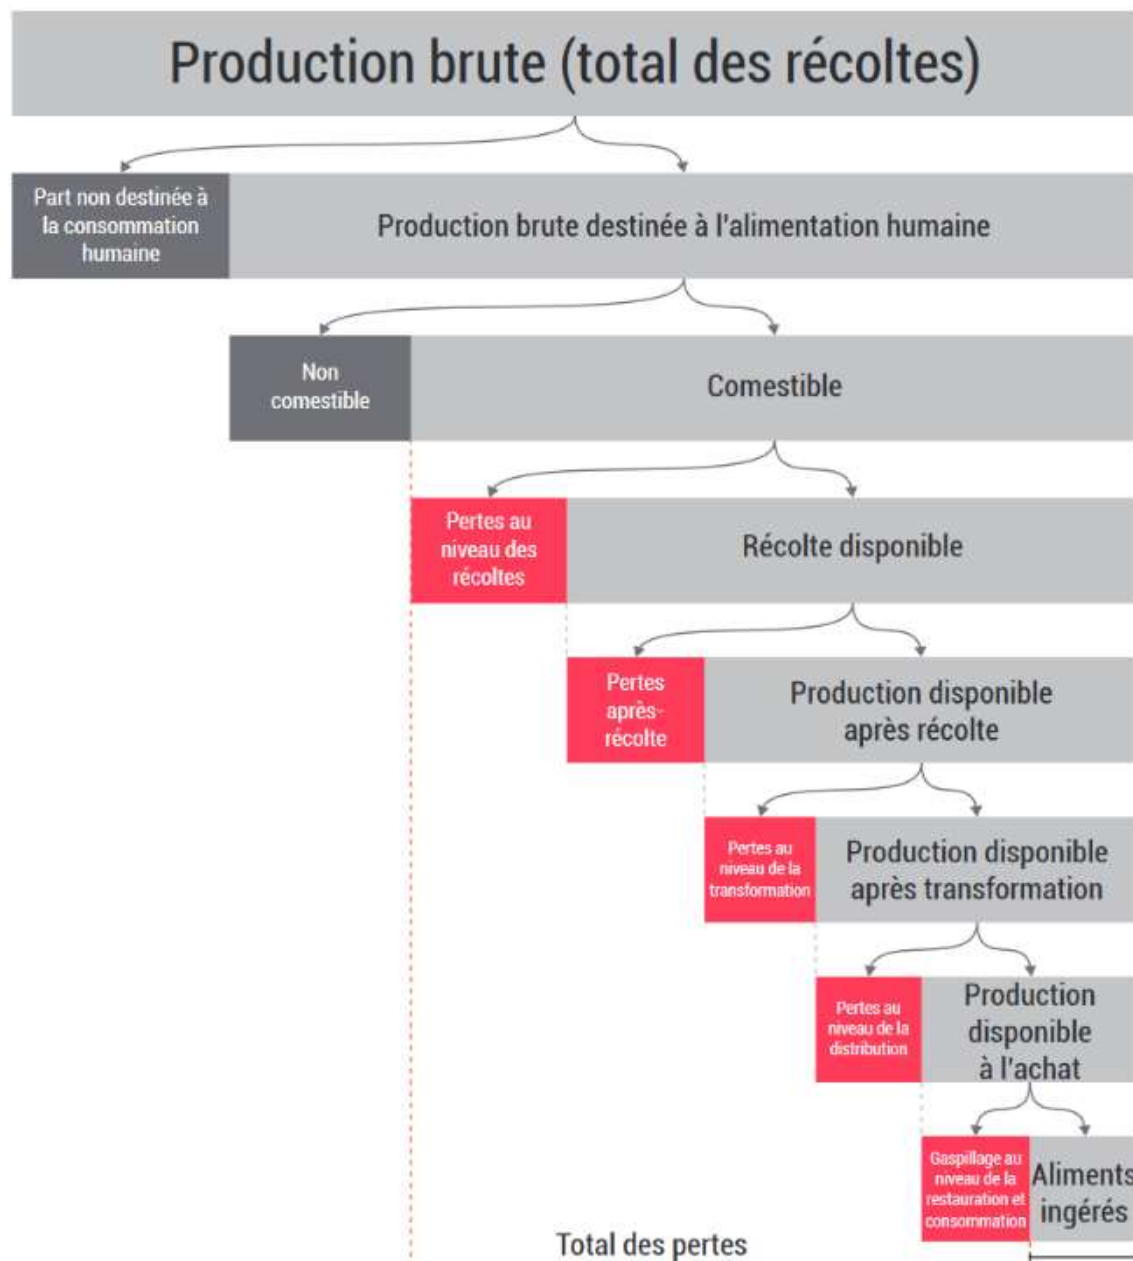 Production brute (total des récoltes)
Part non destinée à
la consommation
humaine
Production brute destinée à l'alimentation humaine
Non
comestible
Comestible
Pertes au
niveau des
récoltes
Récolte disponible
Pertes
après-
récolte
Production disponible
après récolte
Pertes au
niveau de la
transformation
Production disponible
après transformation
Pertes au
niveau de la
distribution
Production
disponible
à l'achat
Gaspillage au
niveau de la
restauration et
consommation
Aliments
ingérés
Total des pertes